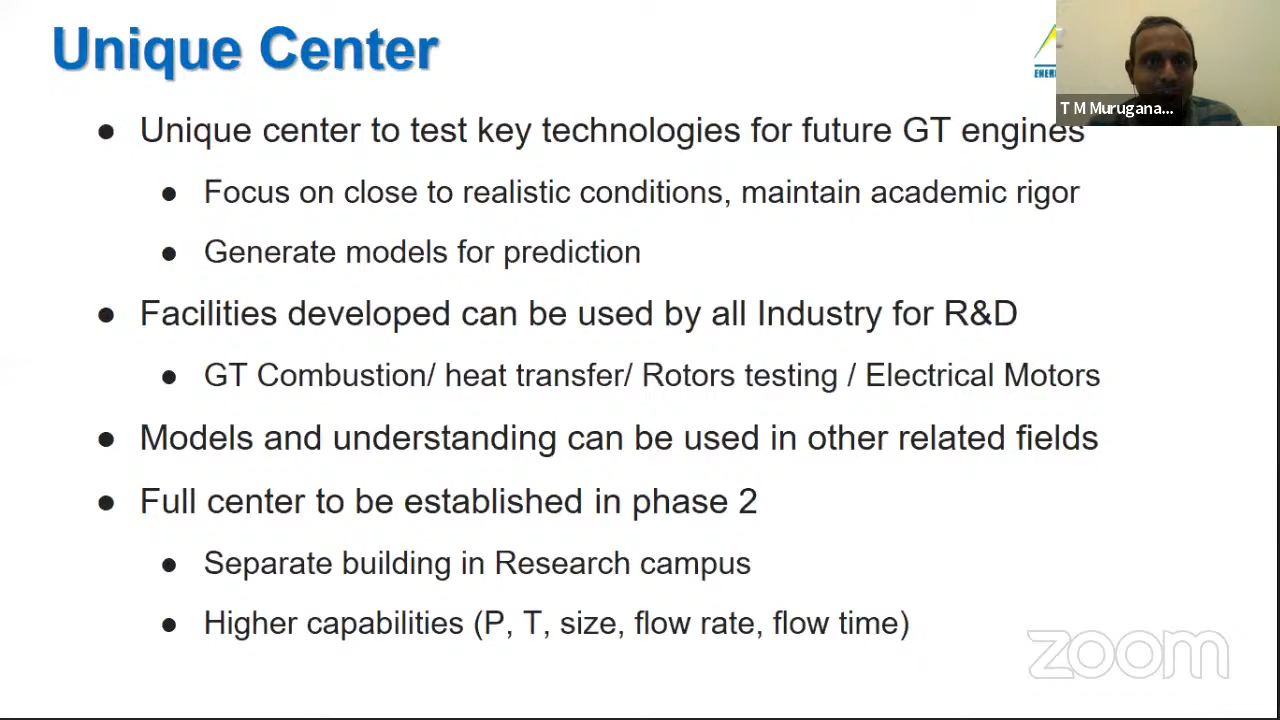 Unique Center
● Unique center to test key technologies for future GT engines
● Focus on close to realistic conditions, maintain academic rigor
● Generate models for prediction
● Facilities developed can be used by all Industry for R&D
● GT Combustion/ heat transfer/ Rotors testing / Electrical Motors
● Models and understanding can be used in other related fields
● Full center to be established in phase 2
● Separate building in Research campus
● Higher capabilities (P, T, size, flow rate, flow time)
T M Murugana...
zoom